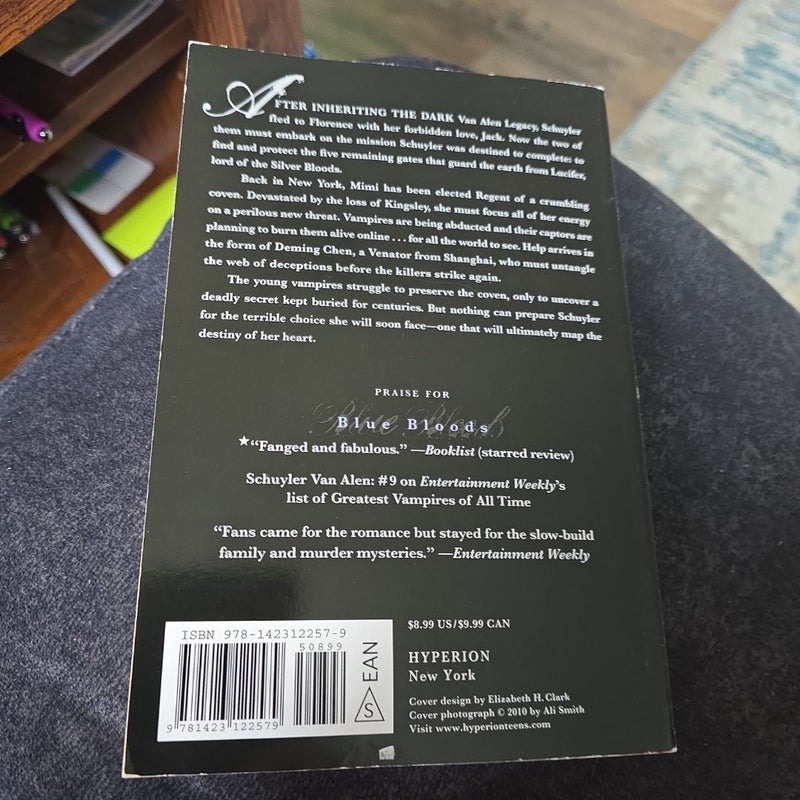 AFTER INHERITING THE DARK Van Alen Legacy, Schuyler
fled to Florence with her forbidden love, Jack. Now the two of
them must embark on the mission Schuyler was destined to complete: to
find and protect the five remaining gates that guard the earth from Lucifer,
lord of the Silver Bloods.
Back in New York, Mimi has been elected Regent of a crumbling
coven. Devastated by the loss of Kingsley, she must focus all of her energy
on a perilous new threat. Vampires are being abducted and their captors are
planning to burn them alive online . . . for all the world to see. Help arrives in
the form of Deming Chen, a Venator from Shanghai, who must untangle
the web of deceptions before the killers strike again.
The young vampires struggle to preserve the coven, only to uncover a
deadly secret kept buried for centuries. But nothing can prepare Schuyler
for the terrible choice she will soon face—one that will ultimately map the
destiny of her heart.
PRAISE FOR
Blue Bloods
Blue Bloods
★“Fanged and fabulous.” —Booklist (starred review)
Schuyler Van Alen: #9 on Entertainment Weekly’s
list of Greatest Vampires of All Time
“Fans came for the romance but stayed for the slow-build
family and murder mysteries.” —Entertainment Weekly
ISBN 978-142312257-9
50899
EAN
S
9 781423 122579
$8.99 US/$9.99 CAN
HYPERION
New York
Cover design by Elizabeth H. Clark
Cover photograph © 2010 by Ali Smith
Visit www.hyperionteens.com